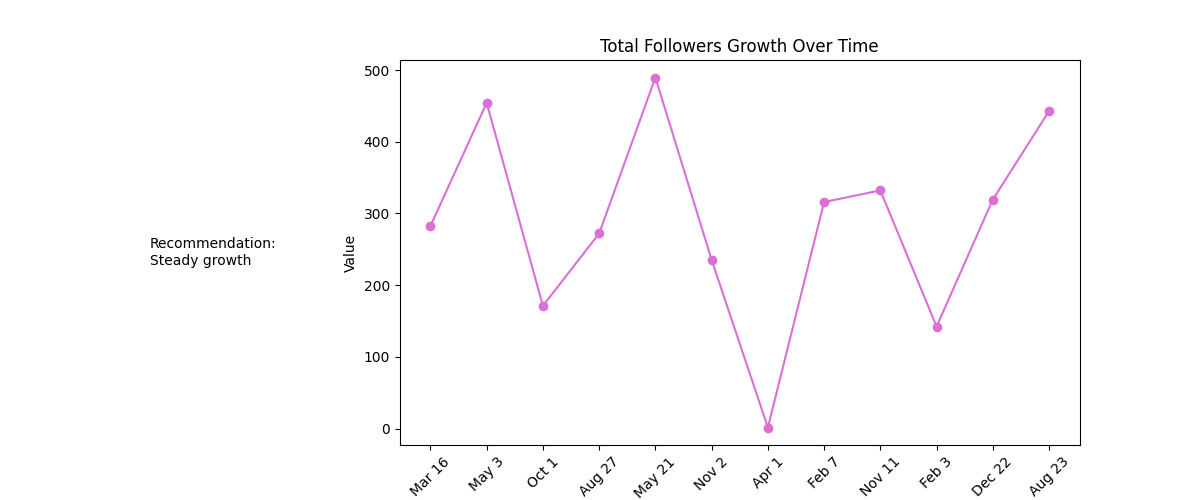 Total Followers Growth Over Time
500
400
300
200
100
0
Value
Recommendation:
Steady growth
Mar 16
May 3
Oct 1
Aug 27
May 21
Nov 2
Apr 1
Feb 7
Nov 11
Feb 3
Dec 22
Aug 23